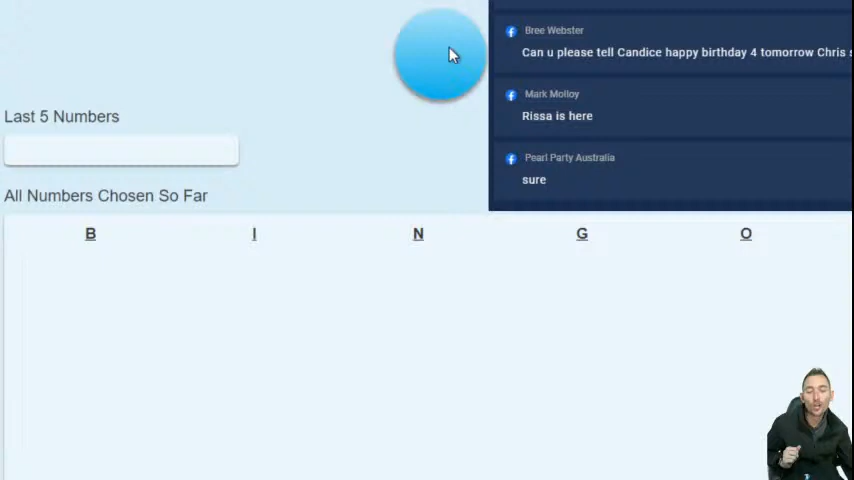 Bree Webster
Can u please tell Candice happy birthday 4 tomorrow Chris
Mark Molloy
Rissa is here
Last 5 Numbers
Pearl Party Australia
sure
All Numbers Chosen So Far
B I N G O